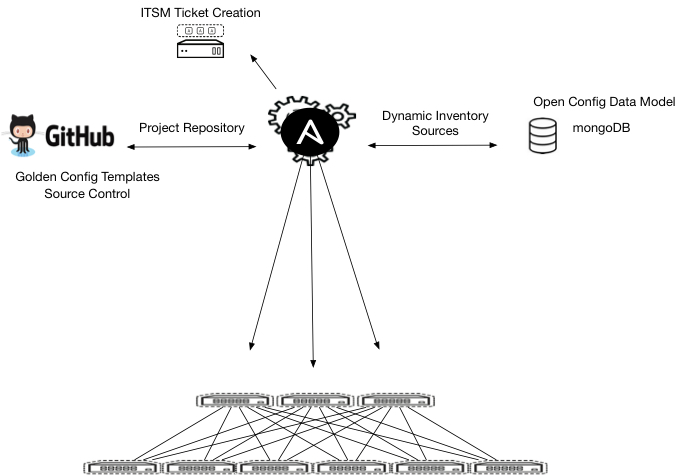 ITSM Ticket Creation
Open Config Data Model
mongoDB
Dynamic Inventory
Sources
Project Repository
GitHub
Golden Config Templates
Source Control